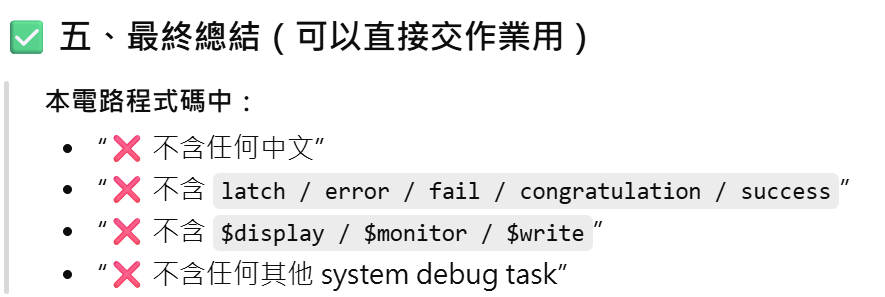 ✅ 五、最終總結（可以直接交作業用）
本電路程式碼中：
• “❌ 不含任何中文”
• “❌ 不含 latch / error / fail / congratulation / success”
• “❌ 不含 $display / $monitor / $write”
• “❌ 不含任何其他 system debug task”